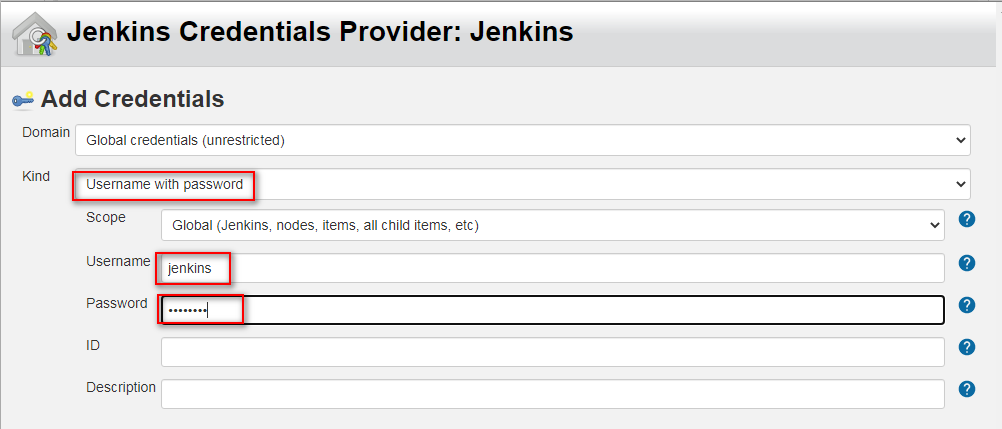 Jenkins Credentials Provider: Jenkins
Add Credentials
Domain
Global credentials (unrestricted)
Kind
Username with password
Scope
Global (Jenkins, nodes, items, all child items, etc)
Username
jenkins
Password
••••••••
ID
Description